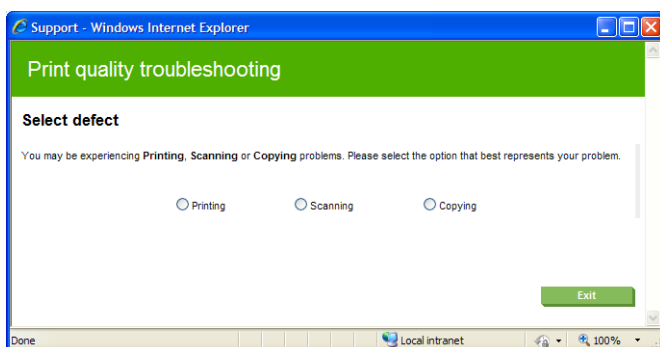 Support - Windows Internet Explorer
Print quality troubleshooting
Select defect
You may be experiencing Printing, Scanning or Copying problems. Please select the option that best represents your problem.
Printing Scanning Copying
Exit
Done Local intranet 100%